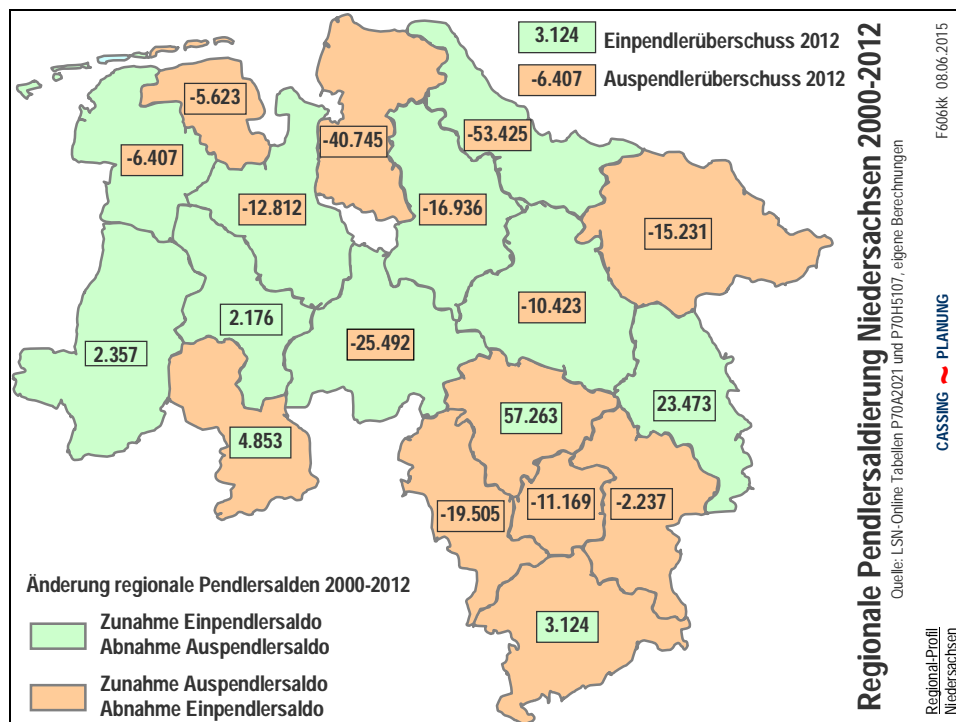 3.124 Einpendlerüberschuss 2012
-6.407 Auspendlerüberschuss 2012
-5.623
-40.745
-53.425
-6.407
-12.812
-16.936
-15.231
-10.423
2.176
-25.492
2.357
23.473
57.263
4.853
-19.505
-11.169
-2.237
3.124
Änderung regionale Pendlersalden 2000-2012
Zunahme Einpendlersaldo
Abnahme Auspendlersaldo
Zunahme Auspendlersaldo
Abnahme Einpendlersaldo
Regionale Pendlersaldierung Niedersachsen 2000-2012
Quelle: LSN-Online Tabellen P70A2021 und P70H5107, eigene Berechnungen
Regional-Profil
Niedersachsen
CASSING ~ PLANUNG
F606kk 08.06.2015